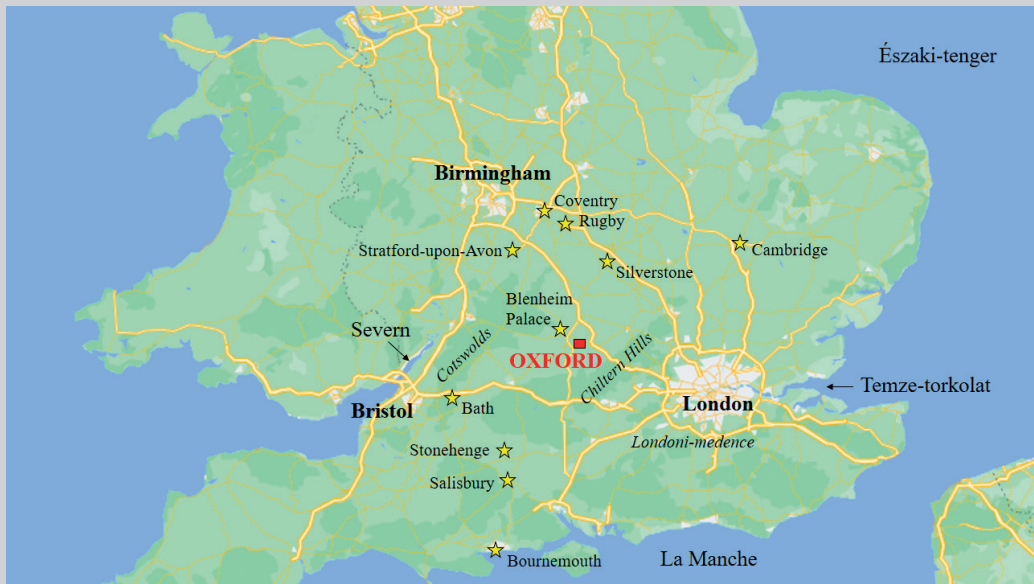 Északi-tenger
Birmingham
Coventry
Rugby
Stratford-upon-Avon
Cambridge
Silverstone
Blenheim
Palace
Severn
Cotswolds
OXFORD
Chiltern Hills
Temze-torkolat
Bristol
Bath
London
Londoni-medence
Stonehenge
Salisbury
Bournemouth
La Manche